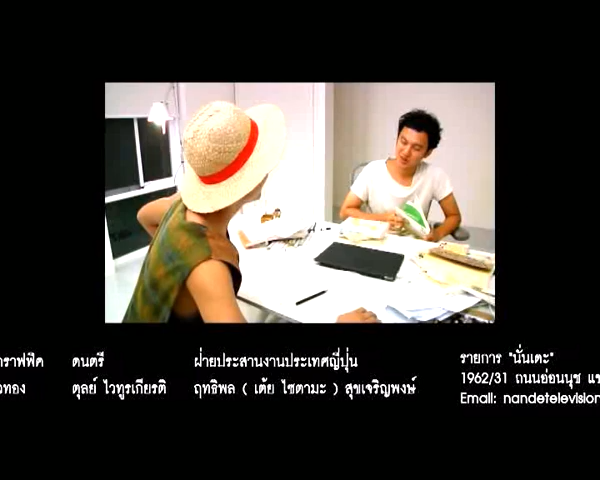 ราฟฟิค
ดนตรี
ฝ่ายประสานงานประเทศญี่ปุ่น
รายการ "นั่นเดะ"
วทอง
ตุลย์ ไวทูรเกียรติ
ฤทธิพล ( เต้ย ไซตามะ ) สุขเจริญพงษ์
1962/31 ถนนอ่อนนุช แข
Email: nandetelevision